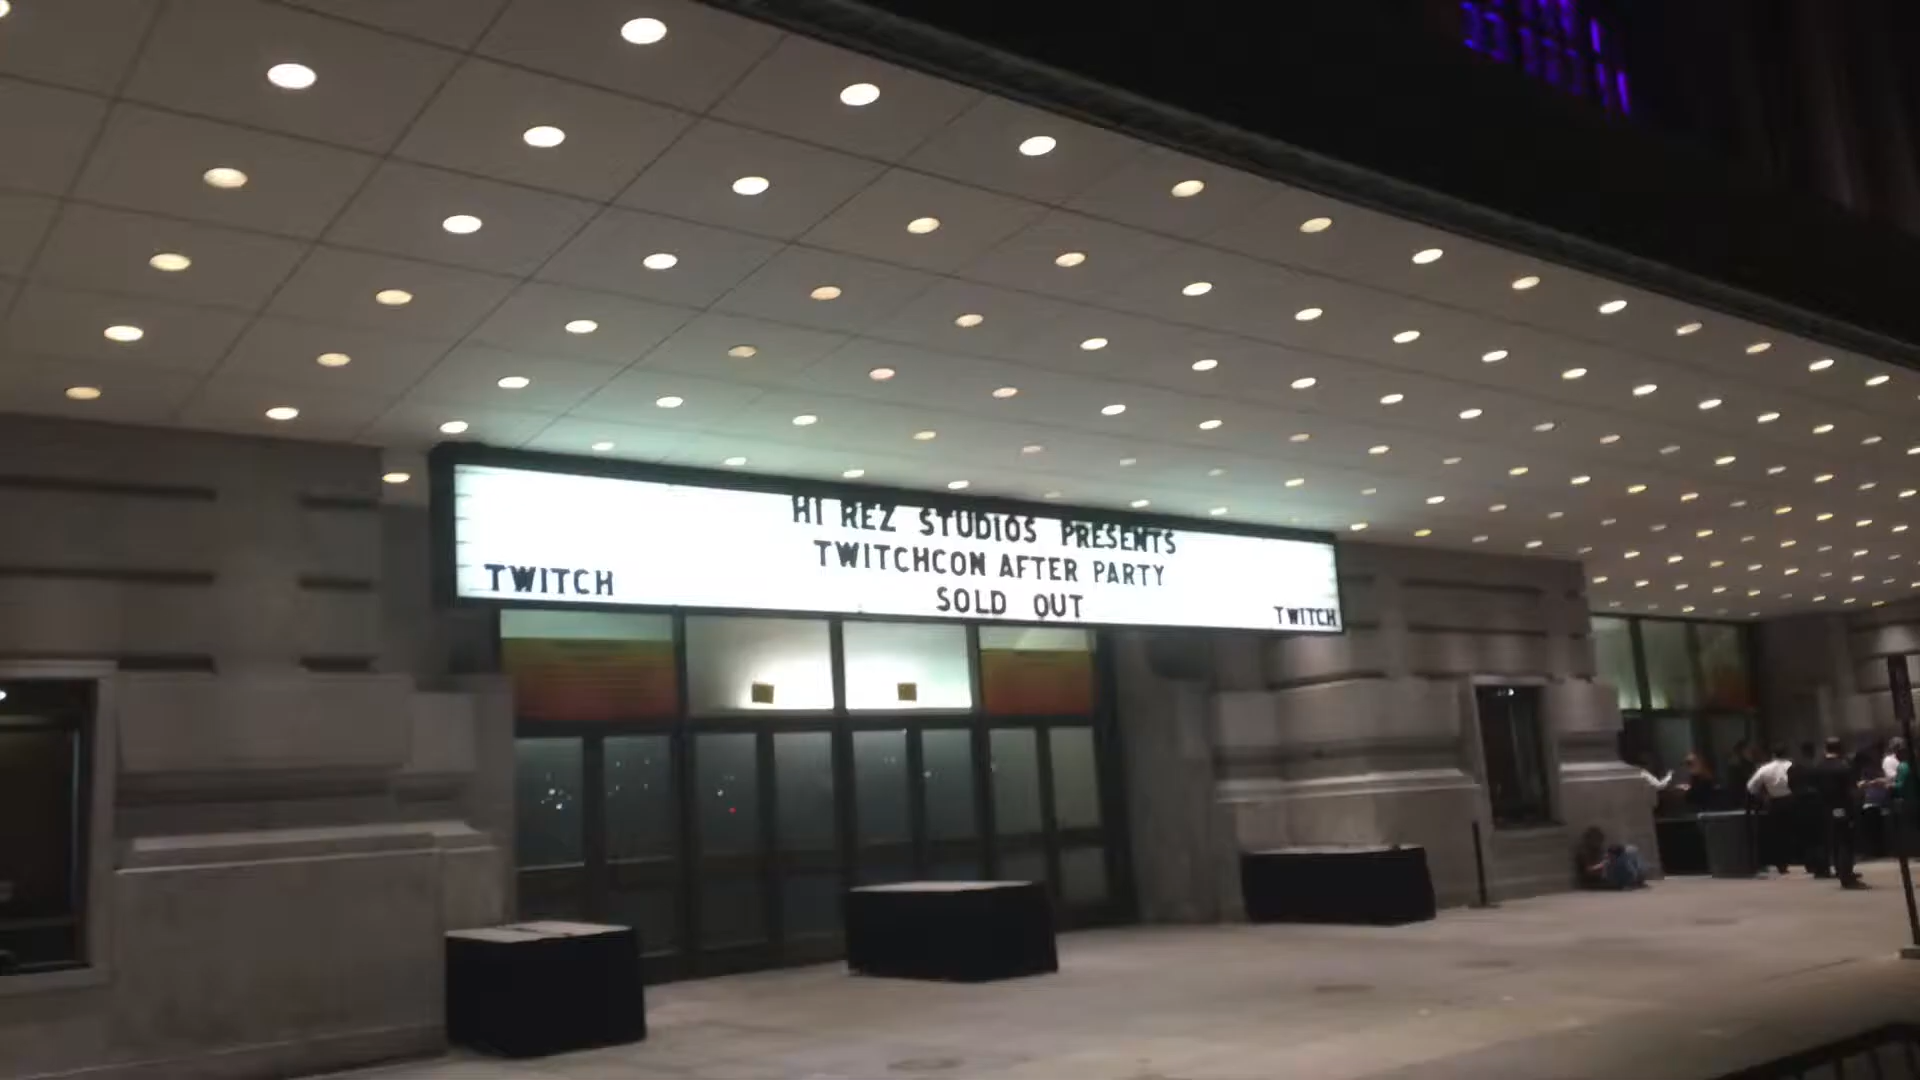 HI REZ STUDIOS PRESENTS
TWITCHCON AFTER PARTY
TWITCH SOLD OUT TWITCH